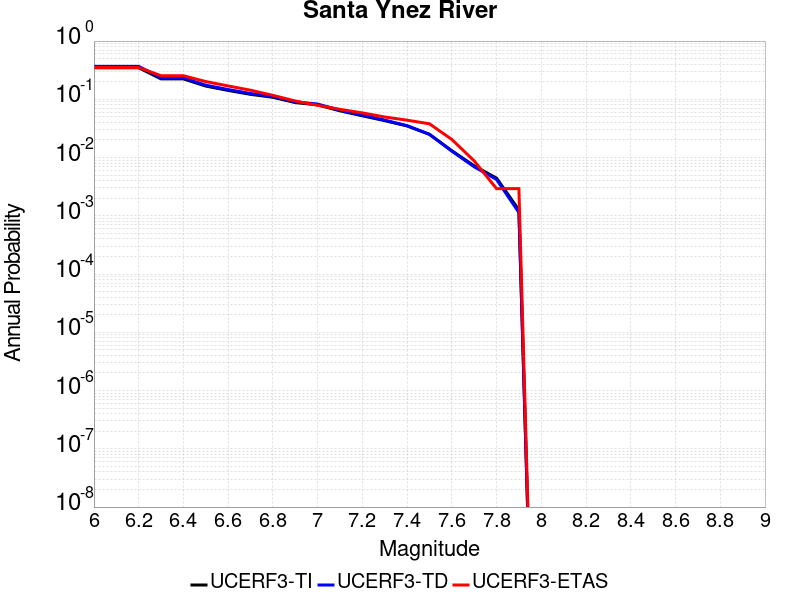 Santa Ynez River
10^0
10^-1
10^-2
10^-3
10^-4
10^-5
10^-6
10^-7
10^-8
Annual Probability
6 6.2 6.4 6.6 6.8 7 7.2 7.4 7.6 7.8 8 8.2 8.4 8.6 8.8 9
Magnitude
UCERF3-TI UCERF3-TD UCERF3-ETAS